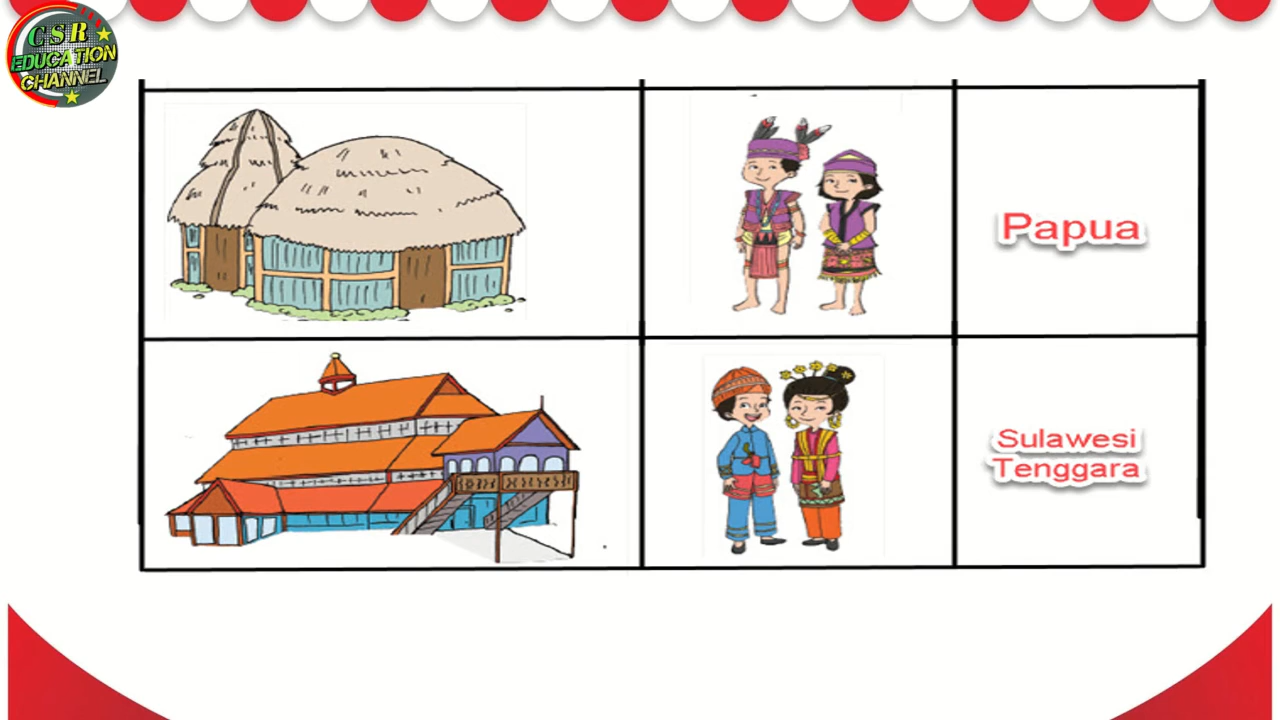 CSR
EDUCATION
CHANNEL
Papua
Sulawesi
Tenggara